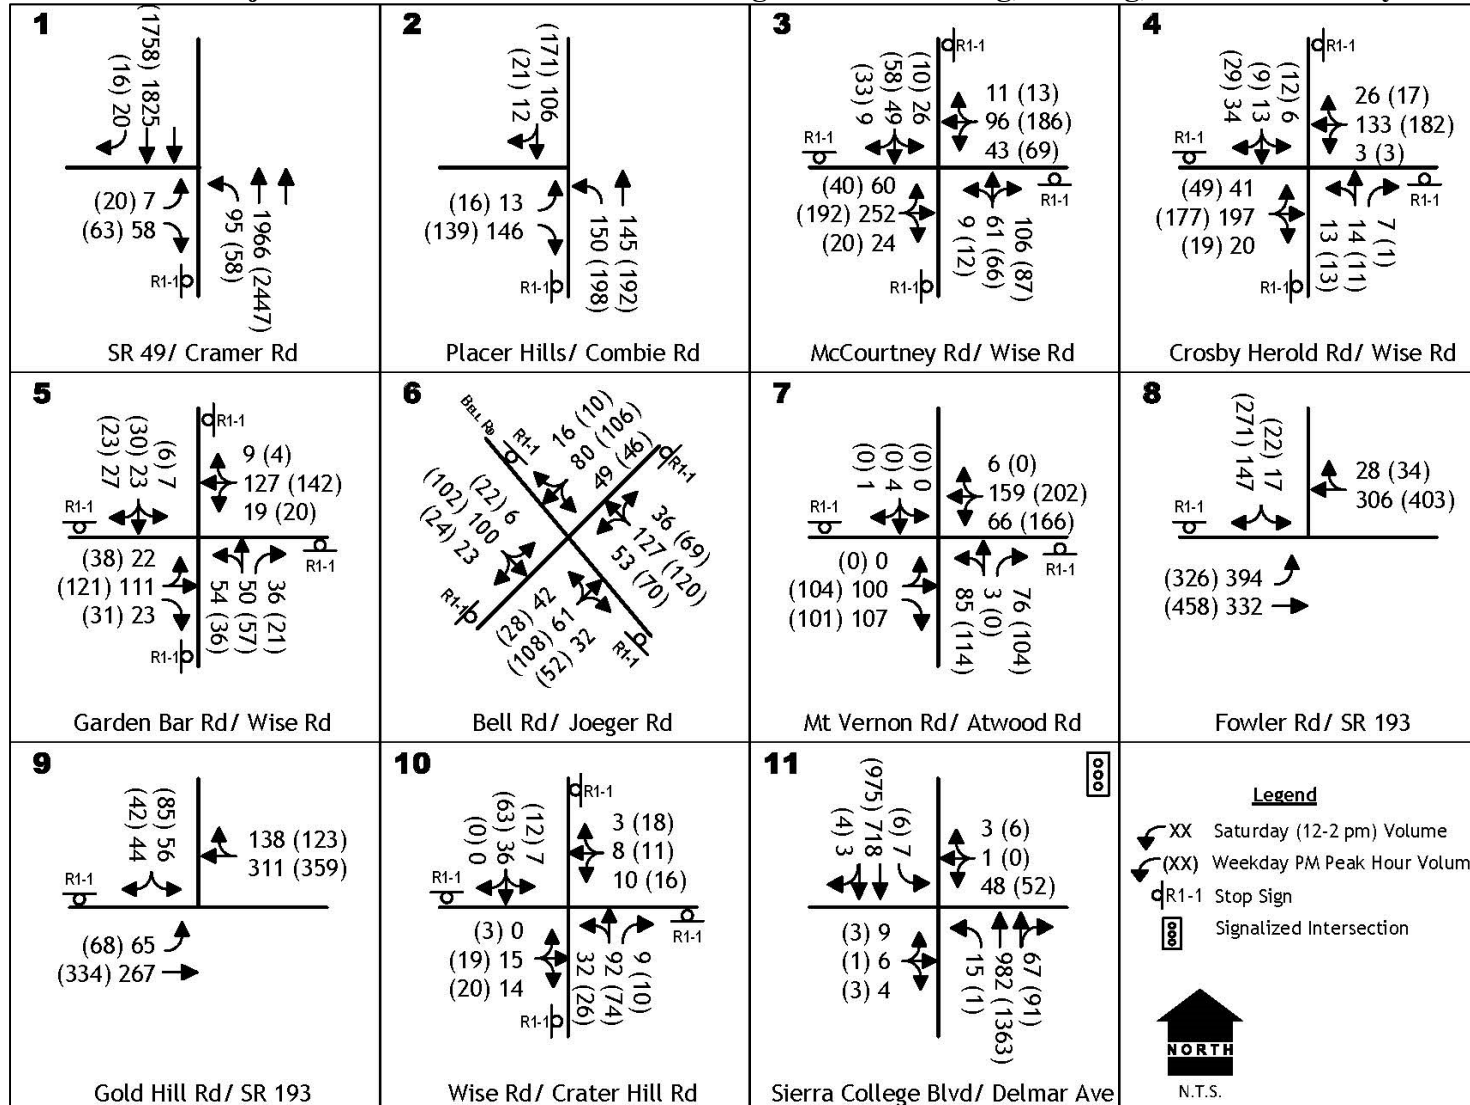 1
(1758) 1825
(16) 20
(20) 7
(63) 58
R1-1
1966 (2447)
95 (58)
SR 49/ Cramer Rd
2
(171) 106
(21) 12
(16) 13
(139) 146
R1-1
145 (192)
150 (198)
Placer Hills/ Combie Rd
3
R1-1
(10) 26
(58) 49
(33) 9
11 (13)
96 (186)
43 (69)
R1-1
(40) 60
(192) 252
(20) 24
R1-1
106 (87)
61 (66)
9 (12)
R1-1
McCourtney Rd/ Wise Rd
4
R1-1
(12) 6
(9) 13
(29) 34
26 (17)
133 (182)
3 (3)
R1-1
(49) 41
(177) 197
(19) 20
R1-1
7 (1)
14 (11)
13 (13)
R1-1
Crosby Herold Rd/ Wise Rd
5
R1-1
(6) 7
(30) 23
(23) 27
9 (4)
127 (142)
19 (20)
R1-1
(38) 22
(121) 111
(31) 23
R1-1
36 (21)
50 (57)
54 (36)
R1-1
Garden Bar Rd/ Wise Rd
6
BELL RD
R1-1
16 (10)
80 (106)
49 (46)
R1-1
(22) 6
(102) 100
(24) 23
36 (69)
127 (120)
53 (70)
R1-1
(28) 42
(108) 61
(52) 32
R1-1
Bell Rd/ Joeger Rd
7
(0) 0
(0) 4
(0) 1
6 (0)
159 (202)
66 (166)
(0) 0
(104) 100
(101) 107
R1-1
76 (104)
3 (0)
85 (114)
R1-1
Mt Vernon Rd/ Atwood Rd
8
(22) 17
(271) 147
28 (34)
306 (403)
R1-1
(326) 394
(458) 332
Fowler Rd/ SR 193
9
(85) 56
(42) 44
138 (123)
311 (359)
R1-1
(68) 65
(334) 267
Gold Hill Rd/ SR 193
10
R1-1
(12) 7
(63) 36
(0) 0
3 (18)
8 (11)
10 (16)
R1-1
(3) 0
(19) 15
(20) 14
R1-1
9 (10)
92 (74)
32 (26)
R1-1
Wise Rd/ Crater Hill Rd
11
(6) 7
(975) 718
(4) 3
3 (6)
1 (0)
48 (52)
(3) 9
(1) 6
(3) 4
67 (91)
982 (1363)
15 (1)
Sierra College Blvd/ Delmar Ave
Legend
XX Saturday (12-2 pm) Volume
(XX) Weekday PM Peak Hour Volum
R1-1 Stop Sign
Signalized Intersection
NORTH
N.T.S.